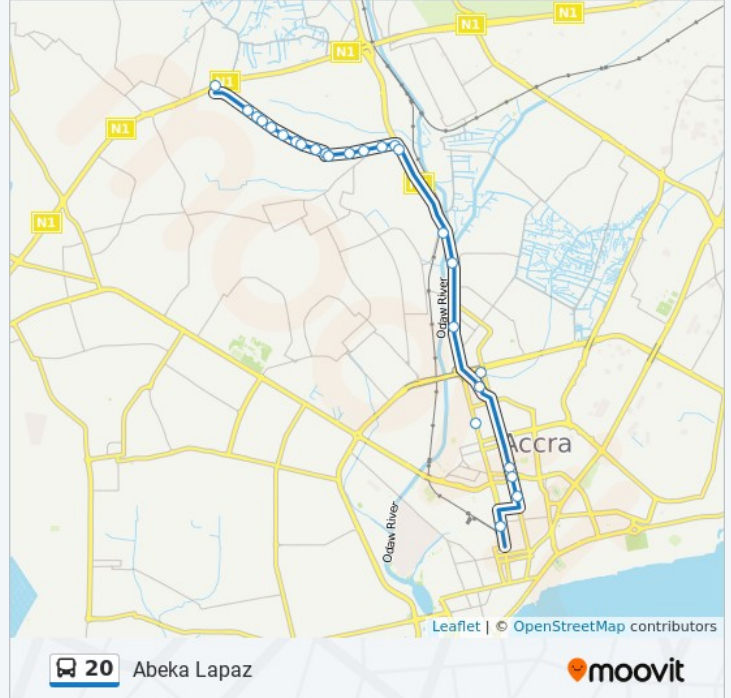 N1
N1
N1
N1
N1
N1
Odaw River
Accra
Odaw River
Leaflet | © OpenStreetMap contributors
20 Abeka Lapaz
moovit